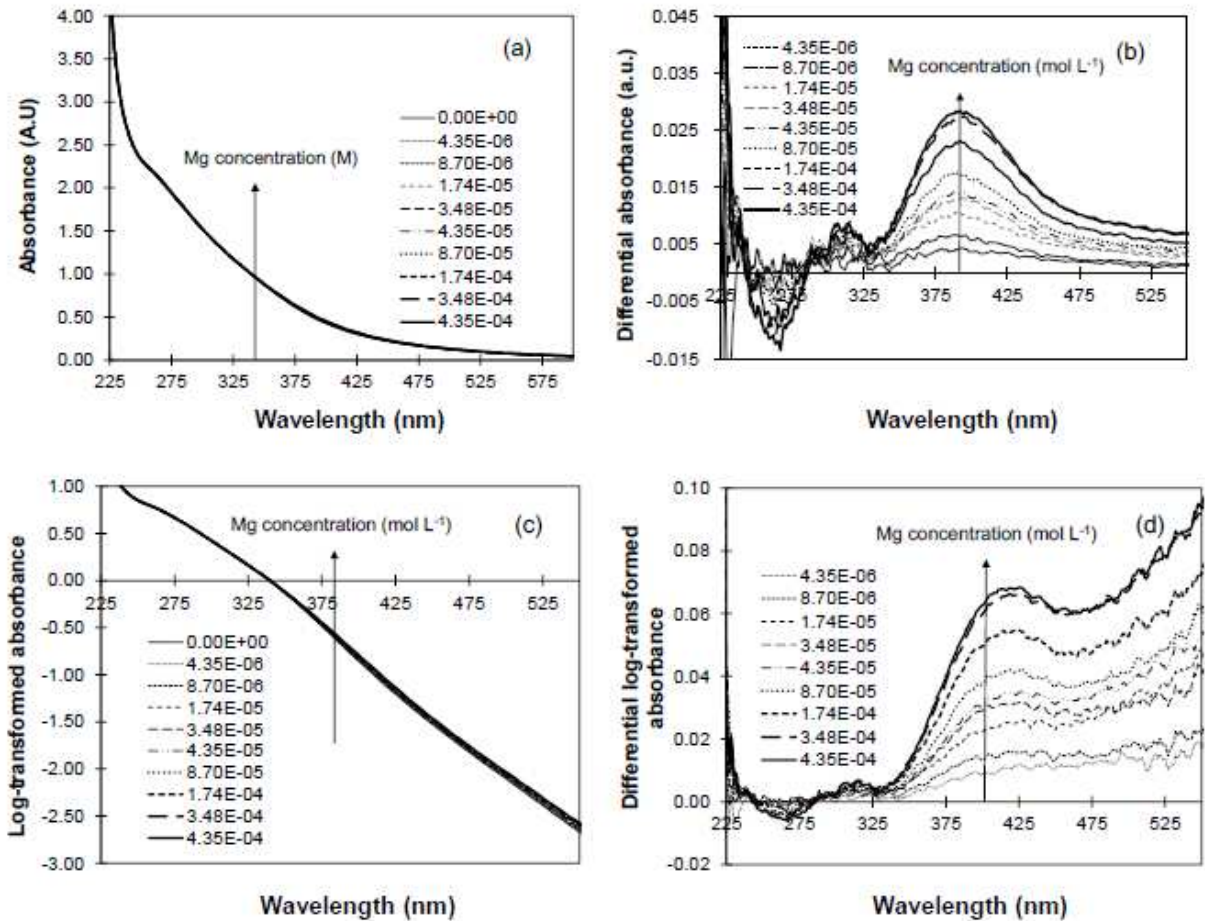 (a)
Absorbance (A.U)
4.00
3.50
3.00
2.50
2.00
1.50
1.00
0.50
0.00
Mg concentration (M)
0.00E+00
4.35E-06
8.70E-06
1.74E-05
3.48E-05
4.35E-05
8.70E-05
1.74E-04
3.48E-04
4.35E-04
225 275 325 375 425 475 525 575
Wavelength (nm)
(b)
Differential absorbance (a.u.)
0.045
0.035
0.025
0.015
0.005
-0.005
-0.015
Mg concentration (mol L⁻¹)
4.35E-06
8.70E-06
1.74E-05
3.48E-05
4.35E-05
8.70E-05
1.74E-04
3.48E-04
4.35E-04
225 275 325 375 425 475 525
Wavelength (nm)
(c)
Log-transformed absorbance
1.00
0.50
0.00
-0.50
-1.00
-1.50
-2.00
-2.50
-3.00
Mg concentration (mol L⁻¹)
225 275 325 375 425 475 525
0.00E+00
4.35E-06
8.70E-06
1.74E-05
3.48E-05
4.35E-05
8.70E-05
1.74E-04
3.48E-04
4.35E-04
Wavelength (nm)
(d)
Differential log-transformed
absorbance
0.10
0.08
0.06
0.04
0.02
0.00
-0.02
Mg concentration (mol L⁻¹)
4.35E-06
8.70E-06
1.74E-05
3.48E-05
4.35E-05
8.70E-05
1.74E-04
3.48E-04
4.35E-04
225 275 325 375 425 475 525
Wavelength (nm)